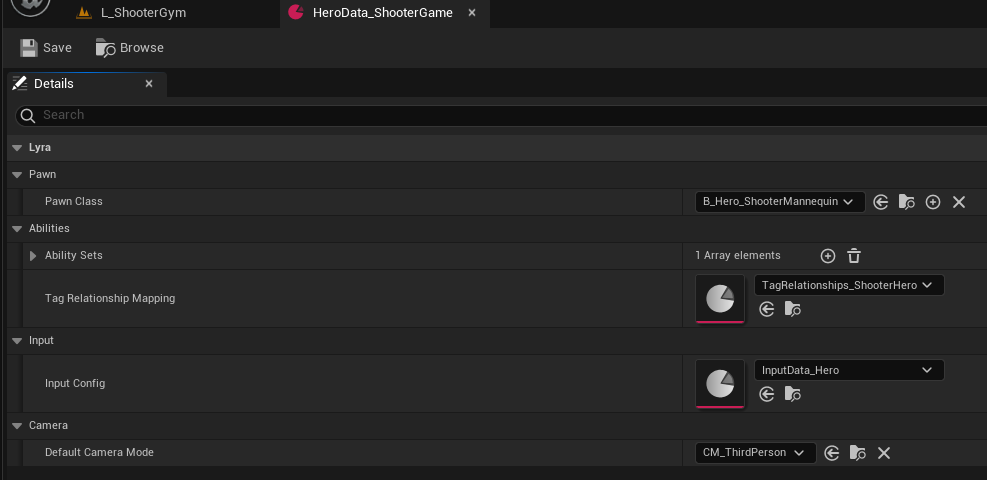 L_ShooterGym
HeroData_ShooterGame
Save
Browse
Details
Search
Lyra
Pawn
Pawn Class
B_Hero_ShooterMannequin
Abilities
Ability Sets
1 Array elements
Tag Relationship Mapping
TagRelationships_ShooterHero
Input
Input Config
InputData_Hero
Camera
Default Camera Mode
CM_ThirdPerson